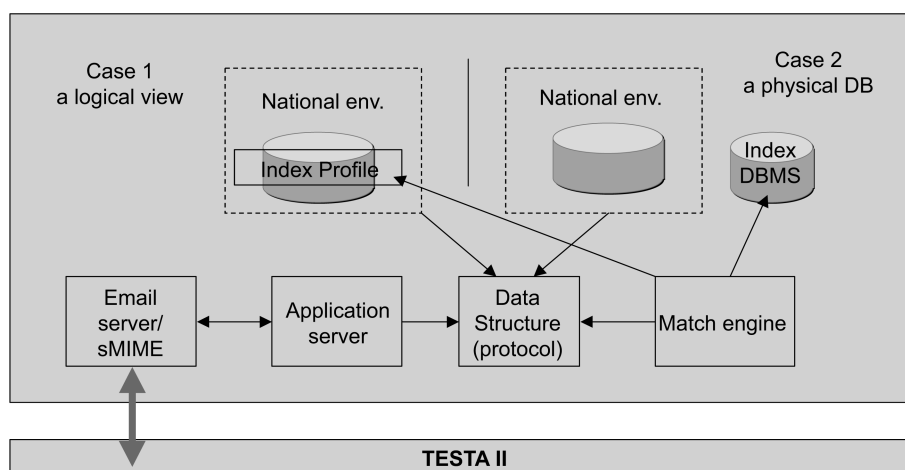 Case 1
a logical view
National env.
Index Profile
National env.
Case 2
a physical DB
Index
DBMS
Email
server/
sMIME
Application
server
Data
Structure
(protocol)
Match engine
TESTA II